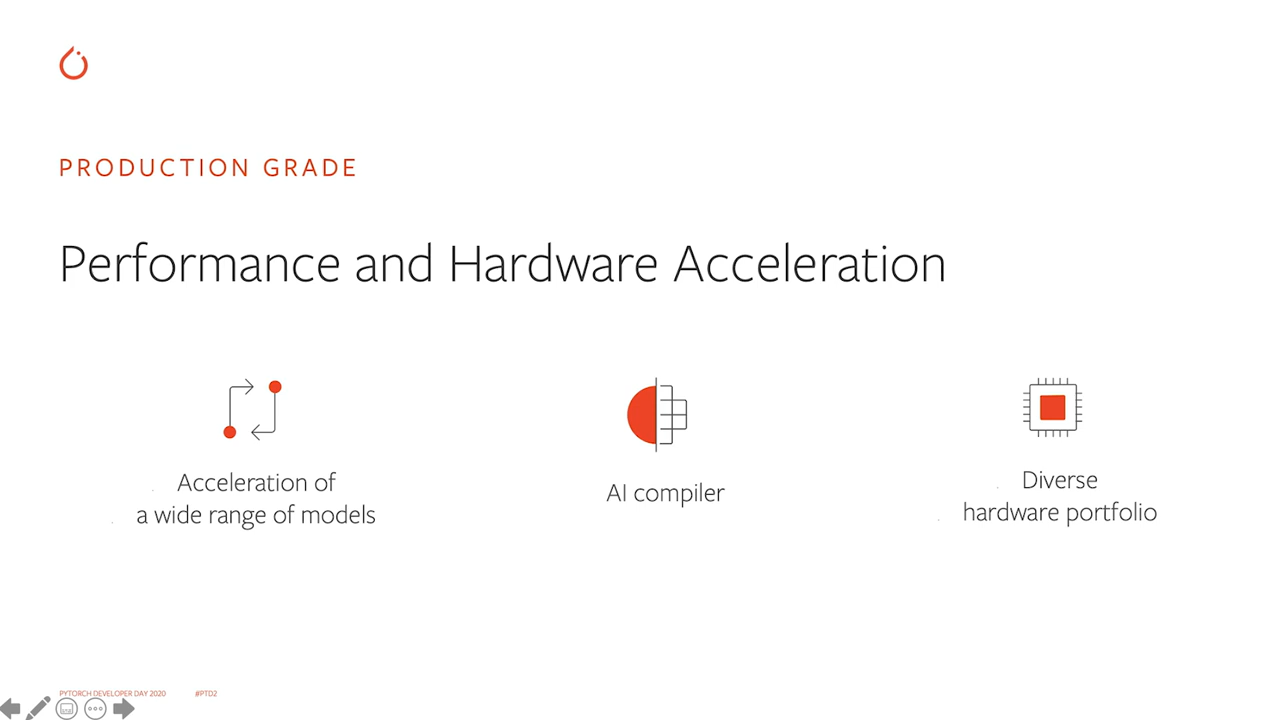 PRODUCTION GRADE
Performance and Hardware Acceleration
Acceleration of
a wide range of models
AI compiler
Diverse
hardware portfolio
PYTORCH DEVELOPER DAY 2020 #PTD2